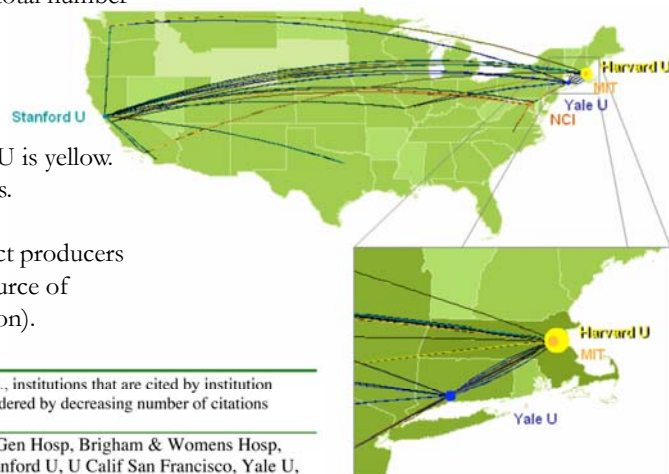 otal number
Harvard U
MIT
Yale U
NCI
Stanford U
U is yellow.
s.
ct producers
urce of
on).
Harvard U
MIT
Yale U
., institutions that are cited by institution
dered by decreasing number of citations
Gen Hosp, Brigham & Womens Hosp,
nford U, U Calif San Francisco, Yale U,